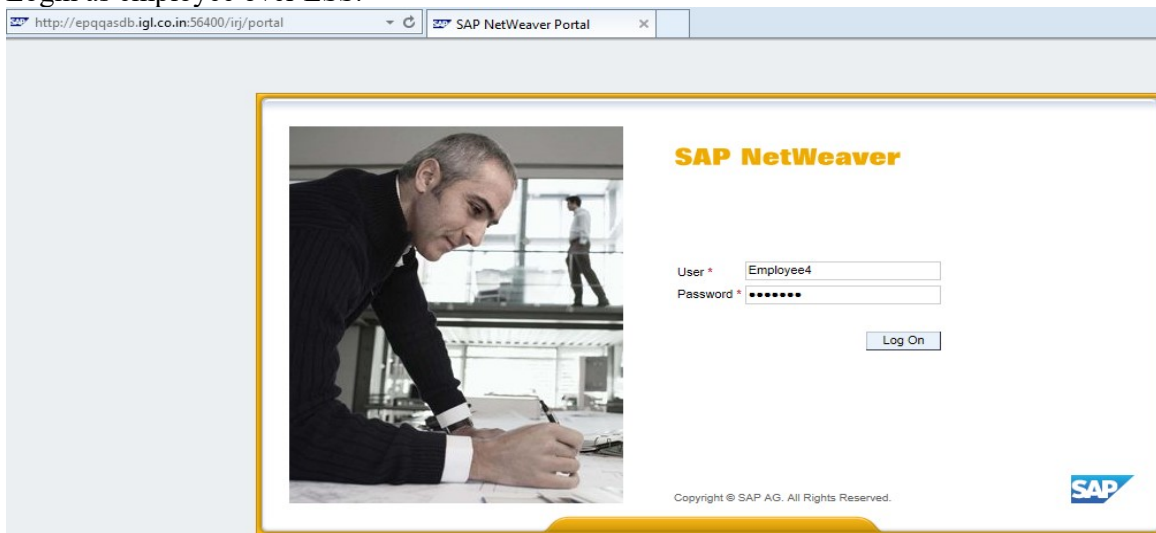 Login as employee over ESS:
http://epqqasdb.igl.co.in:56400/irj/portal
SAP NetWeaver Portal
SAP NetWeaver
User * Employee4
Password * •••••••
Log On
Copyright © SAP AG. All Rights Reserved.
SAP